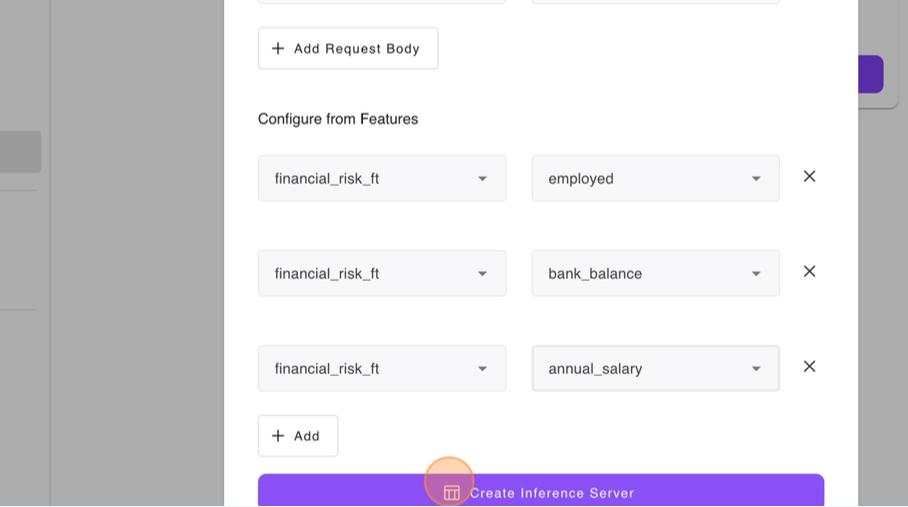 Add Request Body
Configure from Features
financial_risk_ft employed
financial_risk_ft bank_balance
financial_risk_ft annual_salary
Add
Create Inference Server